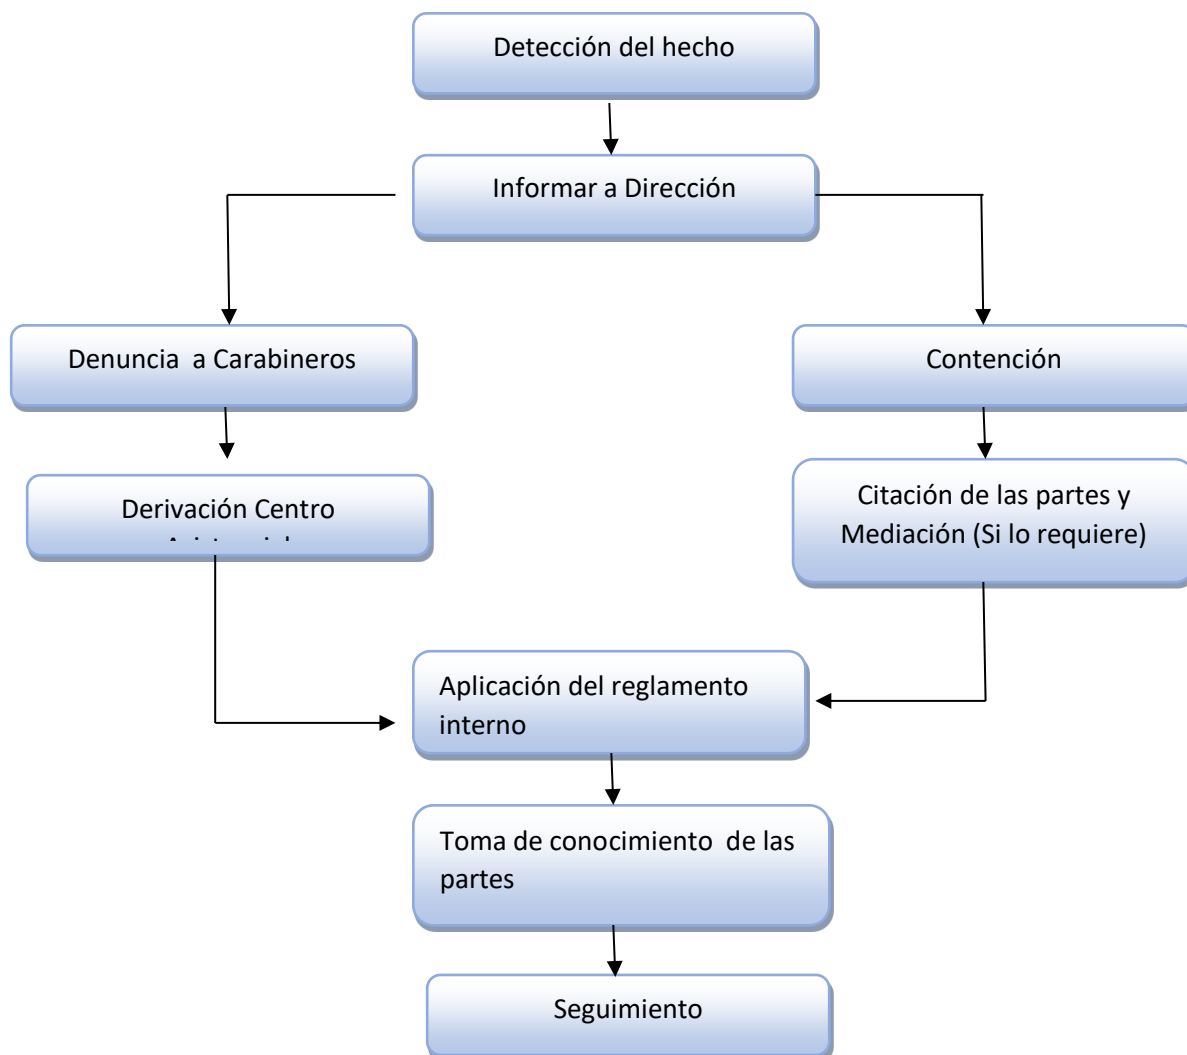 Detección del hecho
Informar a Dirección
Denuncia  a Carabineros
Contención
Derivación Centro
Citación de las partes y
Mediación (Si lo requiere)
Aplicación del reglamento
interno
Toma de conocimiento  de las
partes
Seguimiento